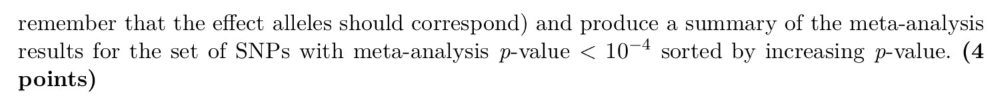 remember that the effect alleles should correspond) and produce a summary of the meta-analysis
results for the set of SNPs with meta-analysis p-value < 10⁻⁴ sorted by increasing p-value. (4
points)